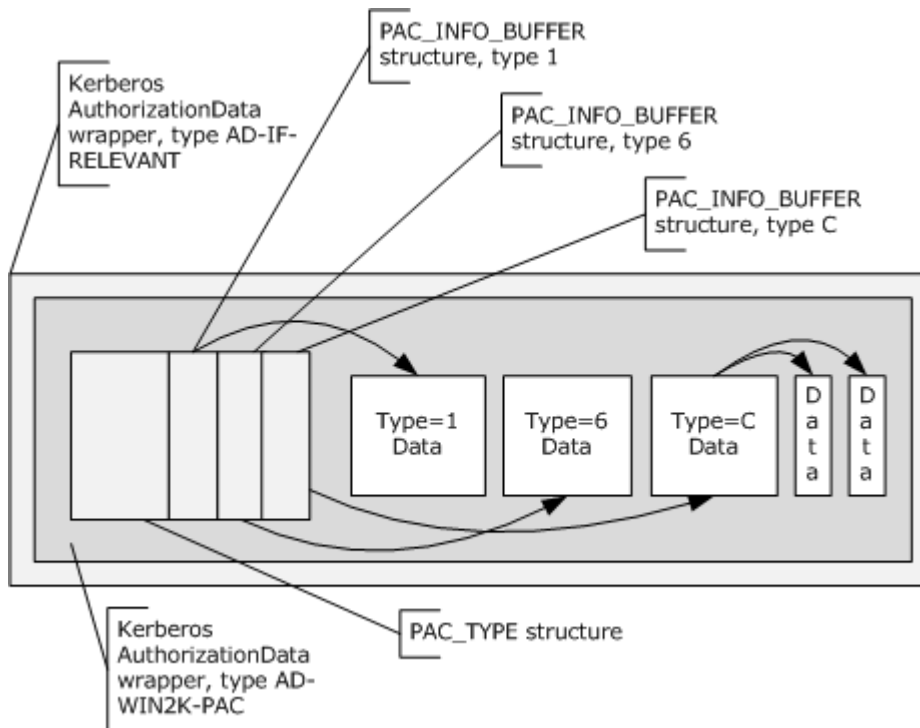 PAC_INFO_BUFFER
structure, type 1
Kerberos
AuthorizationData
wrapper, type AD-IF-
RELEVANT
PAC_INFO_BUFFER
structure, type 6
PAC_INFO_BUFFER
structure, type C
Type=1
Data
Type=6
Data
Type=C
Data
D
a
t
a
D
a
t
a
PAC_TYPE structure
Kerberos
AuthorizationData
wrapper, type AD-
WIN2K-PAC